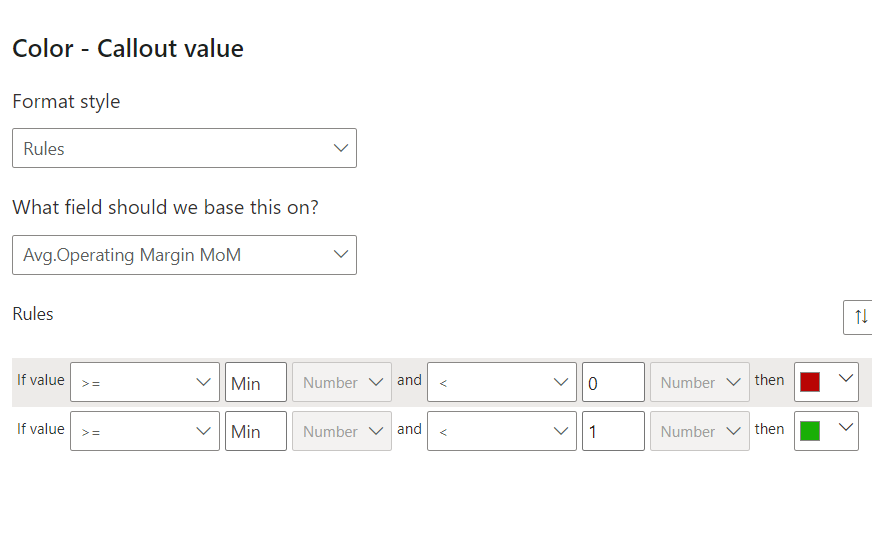 Color - Callout value
Format style
Rules
What field should we base this on?
Avg.Operating Margin MoM
Rules
If value >= Min Number and < 0 Number then
If value >= Min Number and < 1 Number then